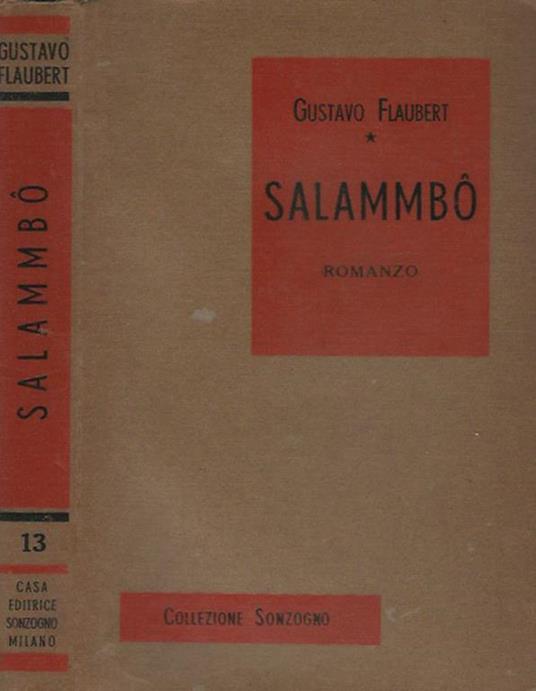 GUSTAVO
FLAUBERT
SALAMMBÔ
13
CASA
EDITRICE
SONZOGNO
MILANO
GUSTAVO FLAUBERT
★
SALAMMBÔ
ROMANZO
COLLEZIONE SONZOGNO